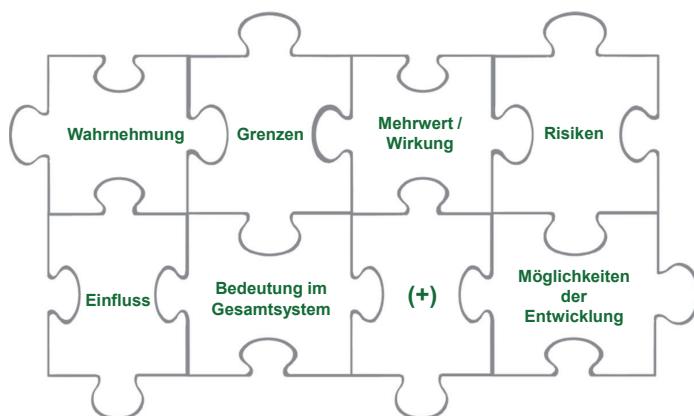 Wahrnehmung
Grenzen
Mehrwert /
Wirkung
Risiken
Einfluss
Bedeutung im
Gesamtsystem
(+)
Möglichkeiten
der
Entwicklung